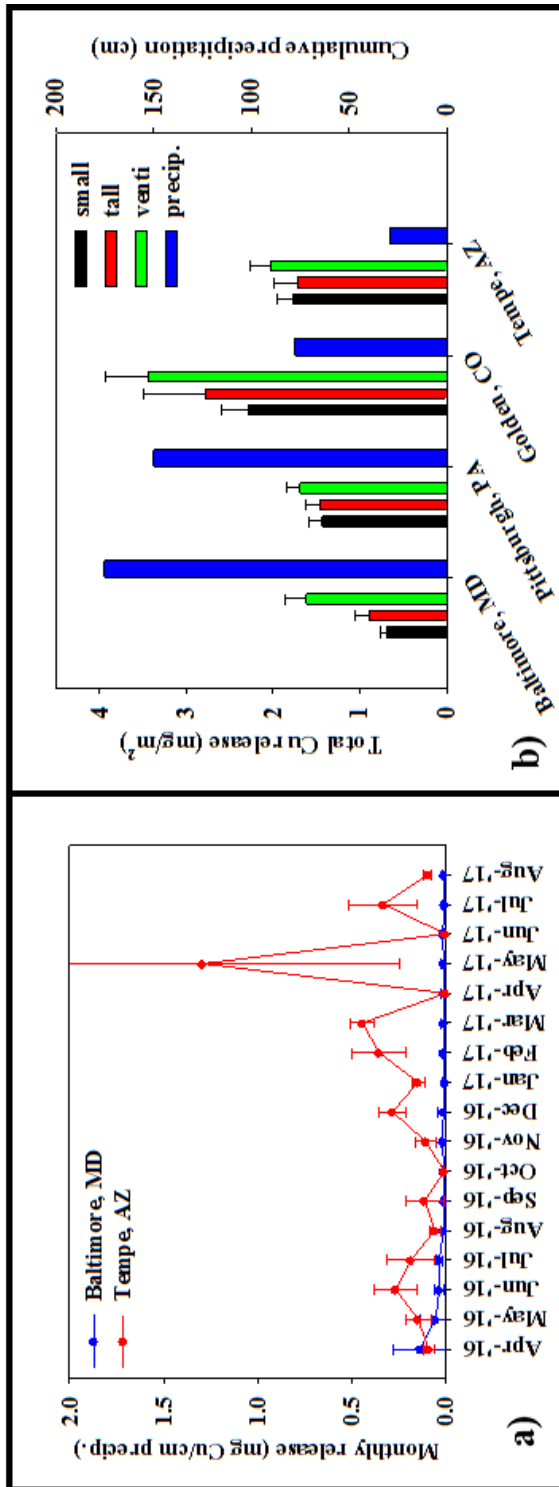 2.0
1.5
1.0
0.5
0.0
Monthly release (mg Cu/cm precip.)
Baltimore, MD
Tempe, AZ
Apr-'16
May-'16
Jun-'16
Jul-'16
Aug-'16
Sep-'16
Oct-'16
Nov-'16
Dec-'16
Jan-'17
Feb-'17
Mar-'17
Apr-'17
May-'17
Jun-'17
Jul-'17
Aug-'17
a)
4
3
2
1
0
Total Cu release (mg/m²)
small
tall
venti
precip.
200
150
100
50
0
Cumulative precipitation (cm)
Baltimore, MD
Pittsburgh, PA
Golden, CO
Tempe, AZ
b)